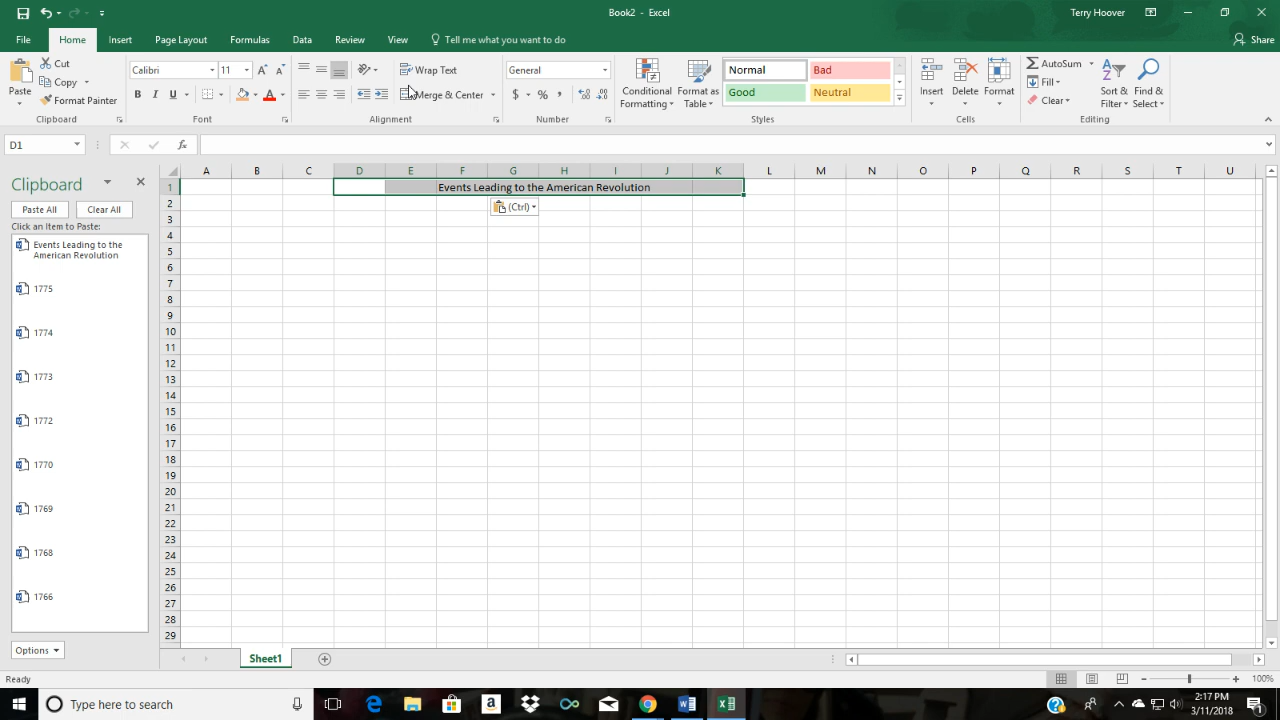 Book2 - Excel
Terry Hoover
File Home Insert Page Layout Formulas Data Review View Tell me what you want to do Share
Paste
Cut
Copy
Format Painter
Clipboard
Calibri 11
B I U A
Font
Wrap Text
Merge & Center
Alignment
General
$ % ,
Number
Conditional Formatting
Format as Table
Normal Bad
Good Neutral
Styles
Insert Delete Format
Cells
AutoSum
Fill
Clear
Sort & Filter
Find & Select
Editing
D1 fx
A B C D E F G H I J K L M N O P Q R S T U
Clipboard
Paste All Clear All
Click an Item to Paste:
Events Leading to the
American Revolution
1775
1774
1773
1772
1770
1769
1768
1766
Options
1 Events Leading to the American Revolution
2 (Ctrl)
3
4
5
6
7
8
9
10
11
12
13
14
15
16
17
18
19
20
21
22
23
24
25
26
27
28
29
Sheet1
Ready 100%
Type here to search
2:17 PM
3/11/2018
1